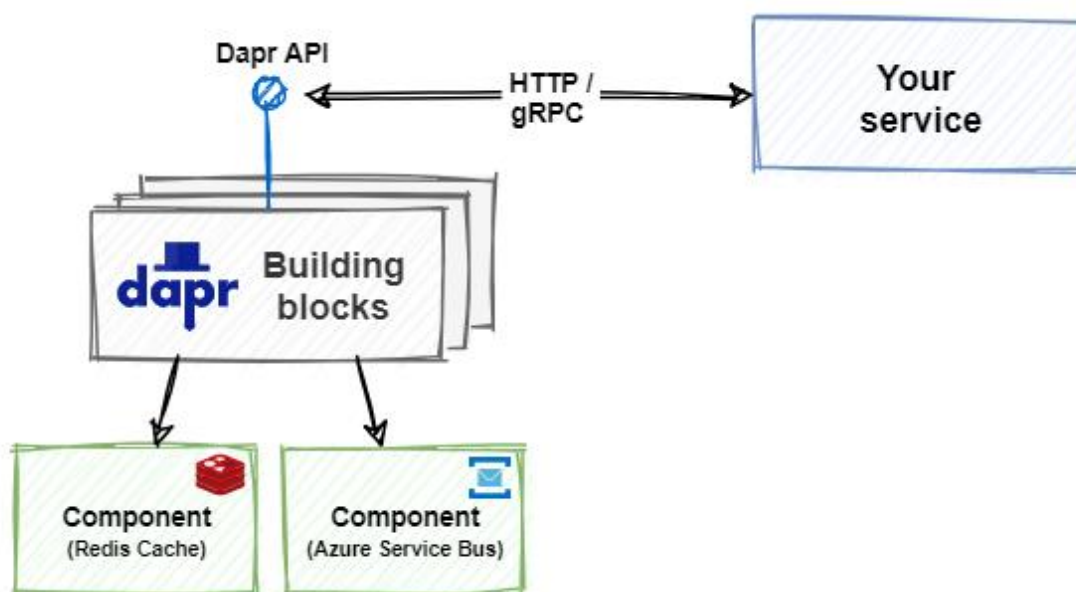 Dapr API
HTTP /
gRPC
Your
service
dapr
Building
blocks
Component
(Redis Cache)
Component
(Azure Service Bus)